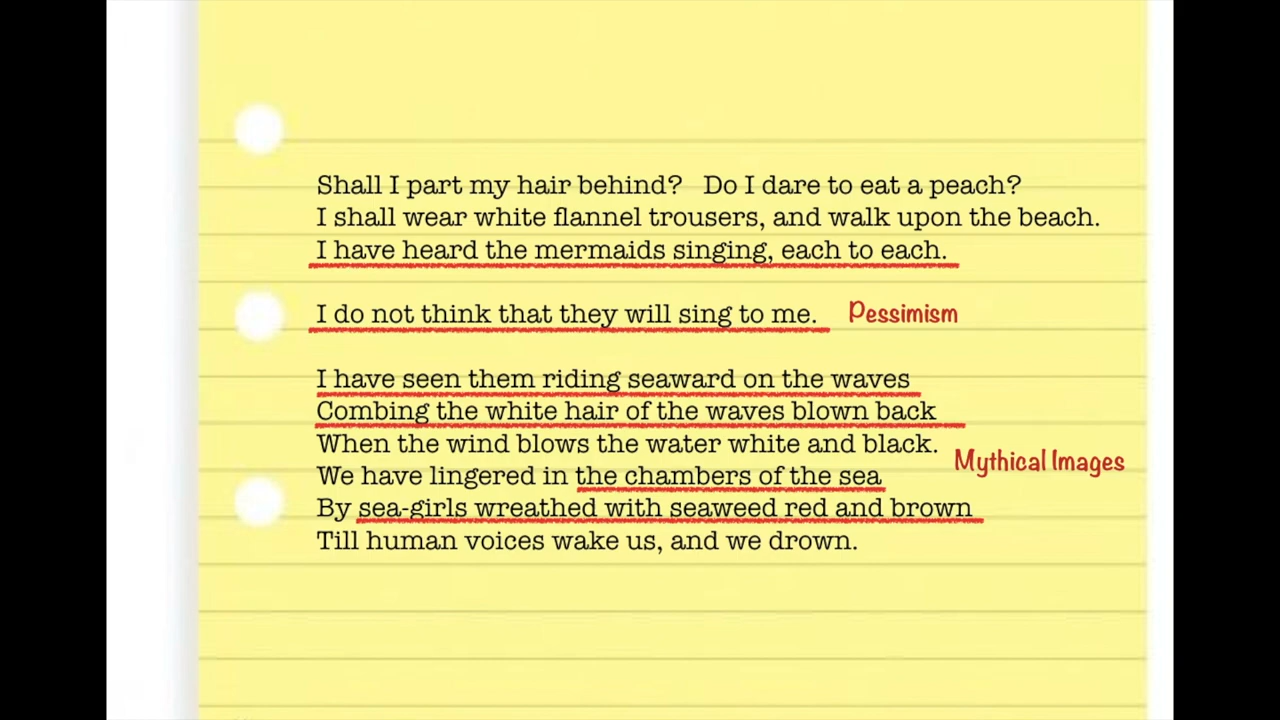 Shall I part my hair behind?   Do I dare to eat a peach?
I shall wear white flannel trousers, and walk upon the beach.
I have heard the mermaids singing, each to each.
I do not think that they will sing to me.
Pessimism
I have seen them riding seaward on the waves
Combing the white hair of the waves blown back
When the wind blows the water white and black.
Mythical Images
We have lingered in the chambers of the sea
By sea-girls wreathed with seaweed red and brown
Till human voices wake us, and we drown.